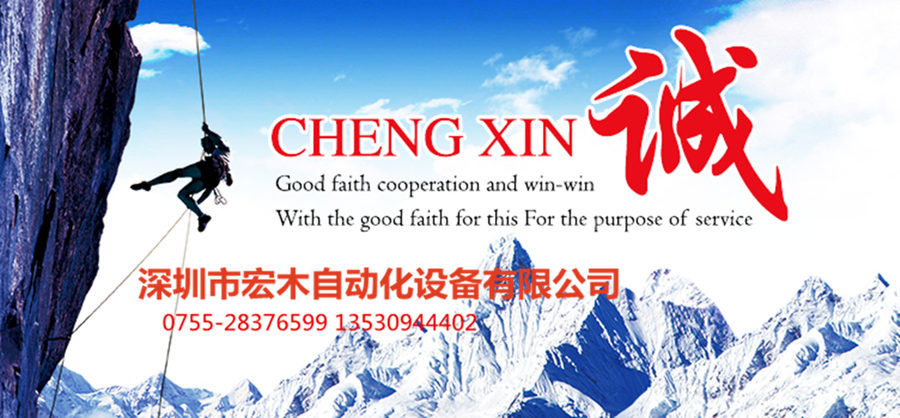 CHENG XIN 诚
Good faith cooperation and win-win
With the good faith for this For the purpose of service
深圳市宏木自动化设备有限公司
0755-28376599 13530944402